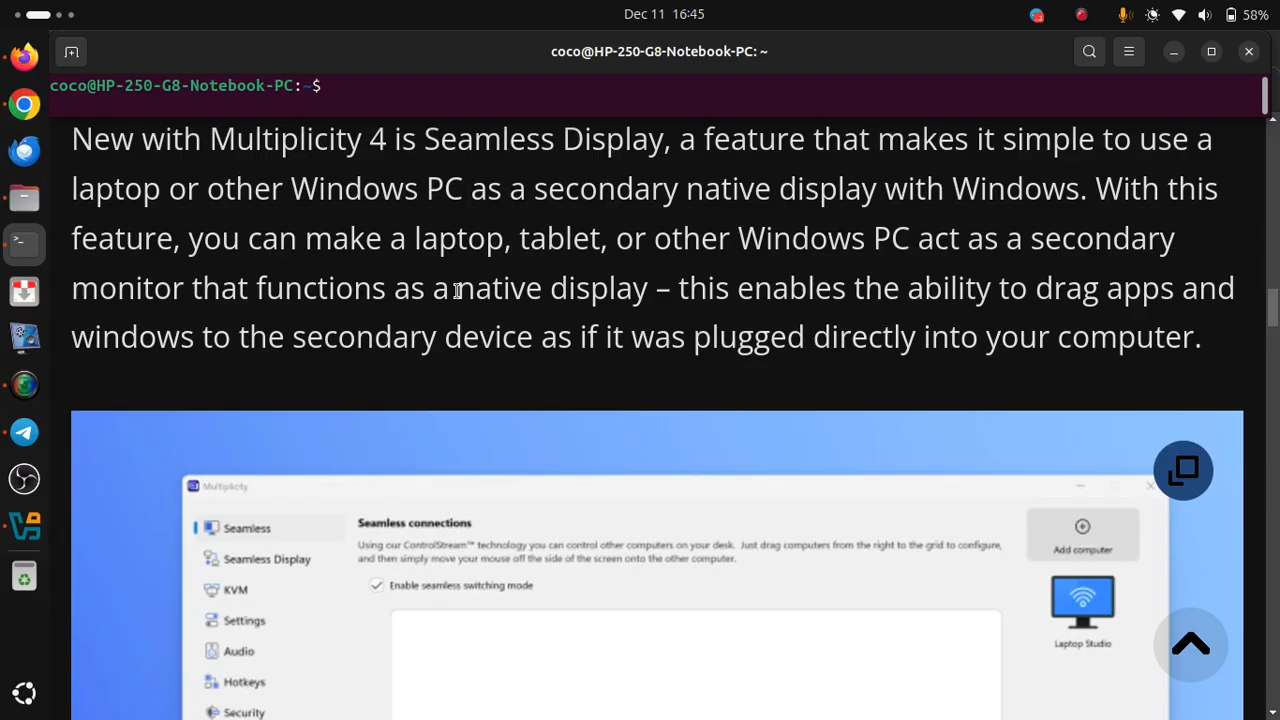 Dec 11 16:45
58%
coco@HP-250-G8-Notebook-PC: ~
coco@HP-250-G8-Notebook-PC:~$
New with Multiplicity 4 is Seamless Display, a feature that makes it simple to use a
laptop or other Windows PC as a secondary native display with Windows. With this
feature, you can make a laptop, tablet, or other Windows PC act as a secondary
monitor that functions as a native display – this enables the ability to drag apps and
windows to the secondary device as if it was plugged directly into your computer.
Multiplicity
Seamless
Seamless Display
KVM
Settings
Audio
Hotkeys
Security
Seamless connections
Using our ControlStream™ technology you can control other computers on your desk. Just drag computers from the right to the grid to configure,
and then simply move your mouse off the side of the screen onto the other computer.
Enable seamless switching mode
Add computer
Laptop Studio